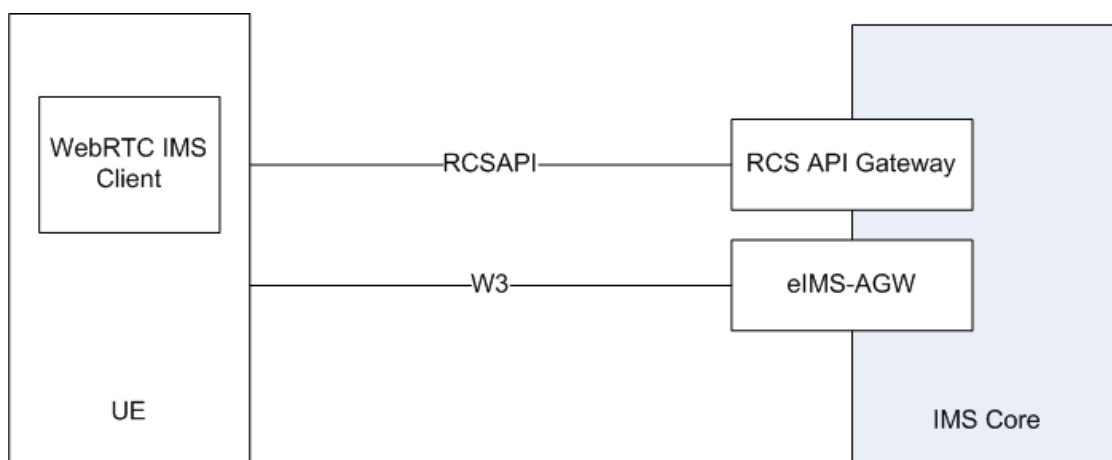 WebRTC IMS
Client
RCSAPI
RCS API Gateway
W3
eIMS-AGW
UE
IMS Core